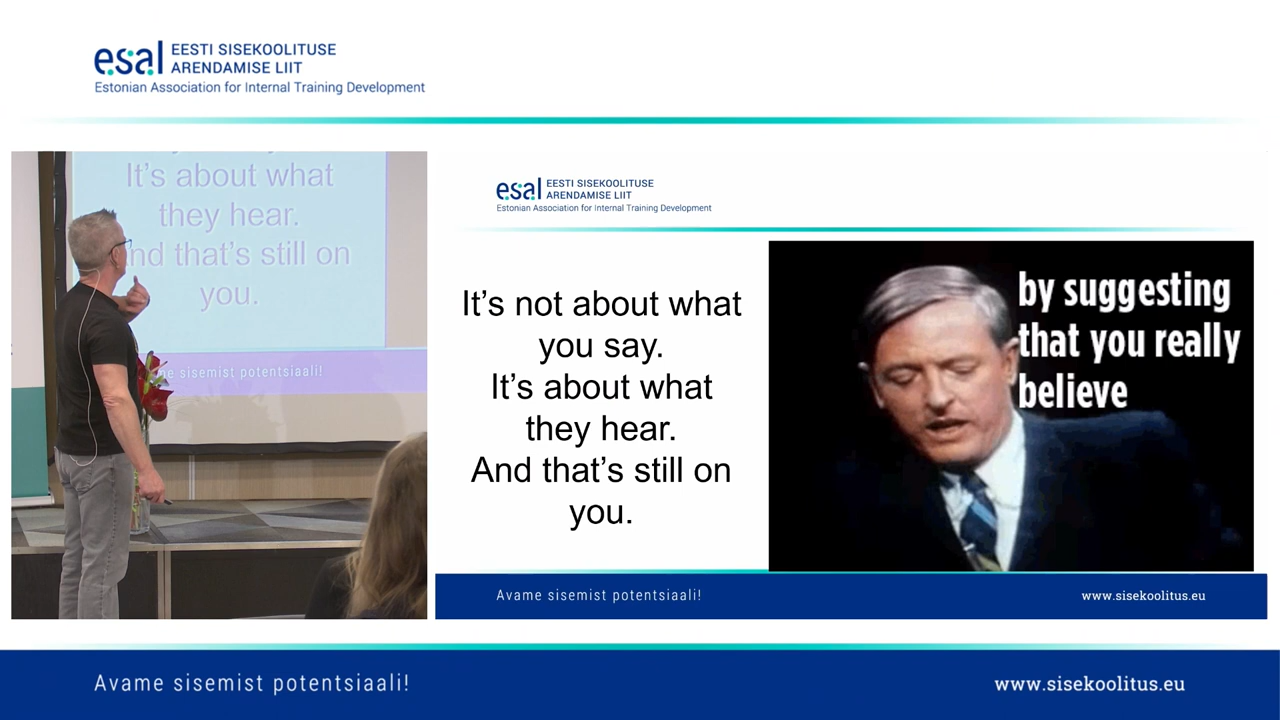 esal EESTI SISEKOOLITUSE
ARENDAMISE LIIT
Estonian Association for Internal Training Development
It's about what
they hear.
And that's still on
you.
me sisemist potentsiaali!
esal EESTI SISEKOOLITUSE
ARENDAMISE LIIT
Estonian Association for Internal Training Development
It's not about what
you say.
It's about what
they hear.
And that's still on
you.
by suggesting
that you really
believe
Avame sisemist potentsiaali!
www.sisekoolitus.eu
Avame sisemist potentsiaali!
www.sisekoolitus.eu